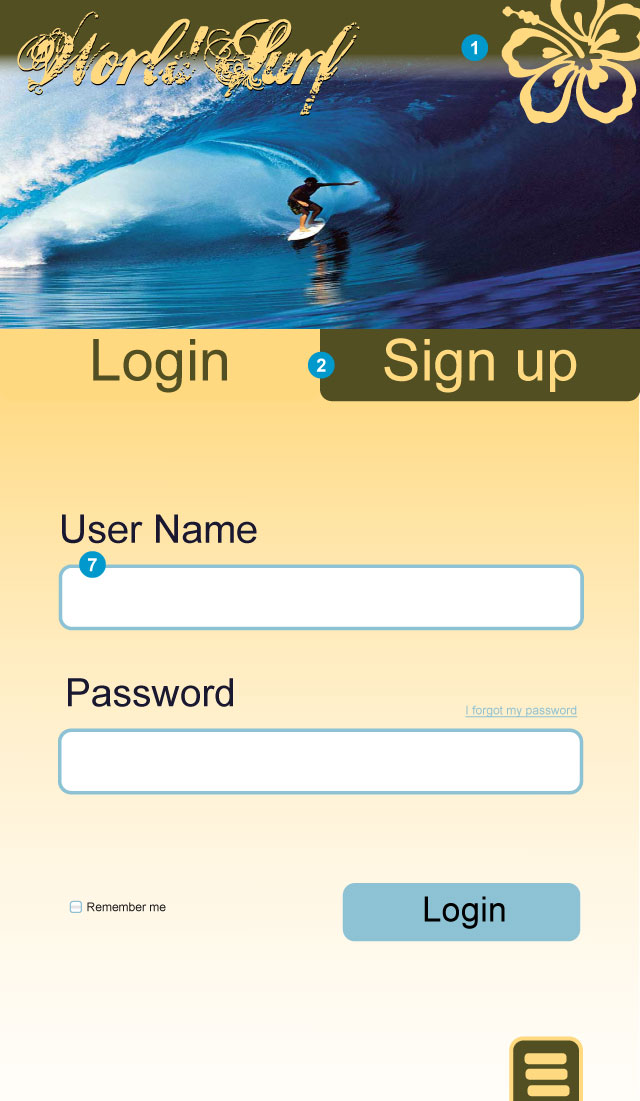 World Surf
1
Login
2
Sign up
User Name
7
Password
I forgot my password
Remember me
Login